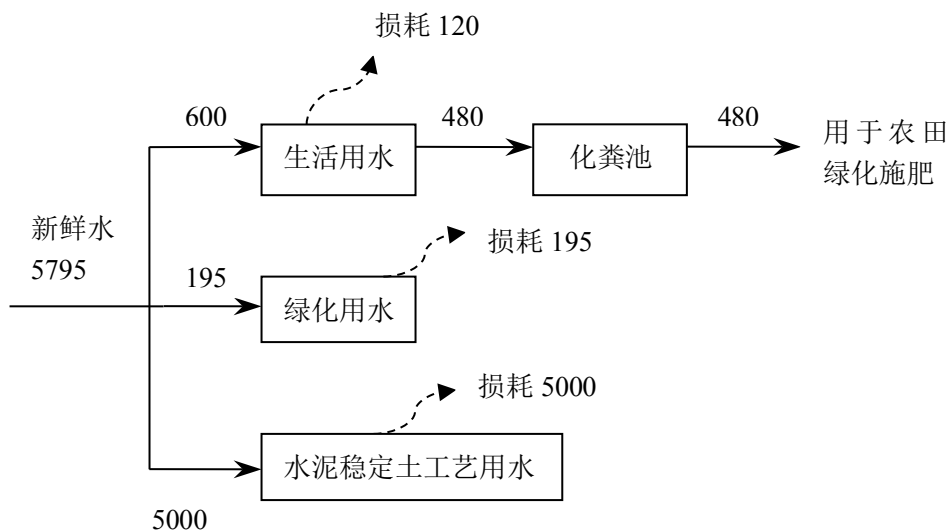 损耗 120
600
480
480
用于农田
生活用水
化粪池
绿化施肥
新鲜水
5795
195
损耗 195
绿化用水
损耗 5000
水泥稳定土工艺用水
5000